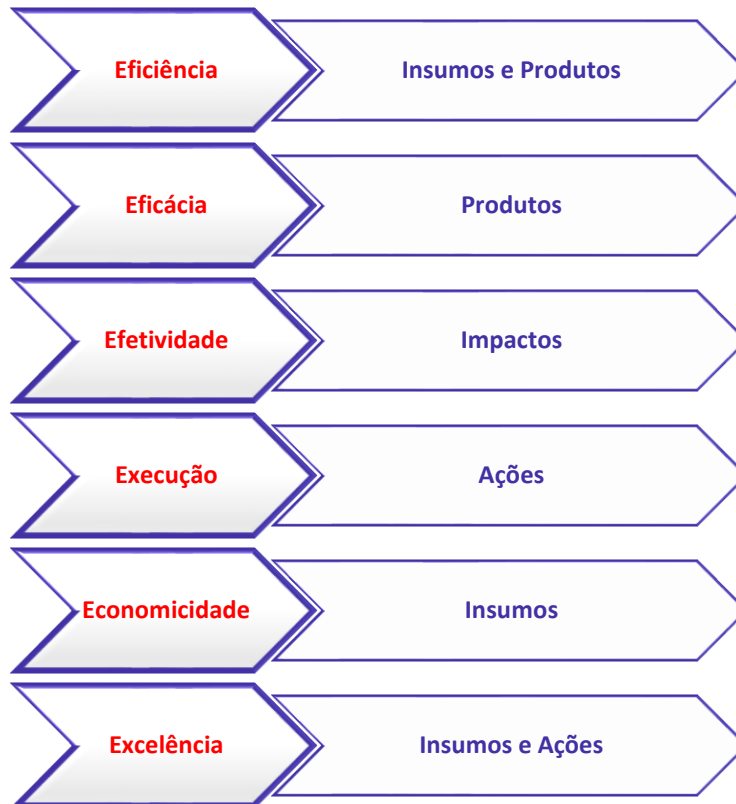 Eficiência
Insumos e Produtos
Eficácia
Produtos
Efetividade
Impactos
Execução
Ações
Economicidade
Insumos
Excelência
Insumos e Ações